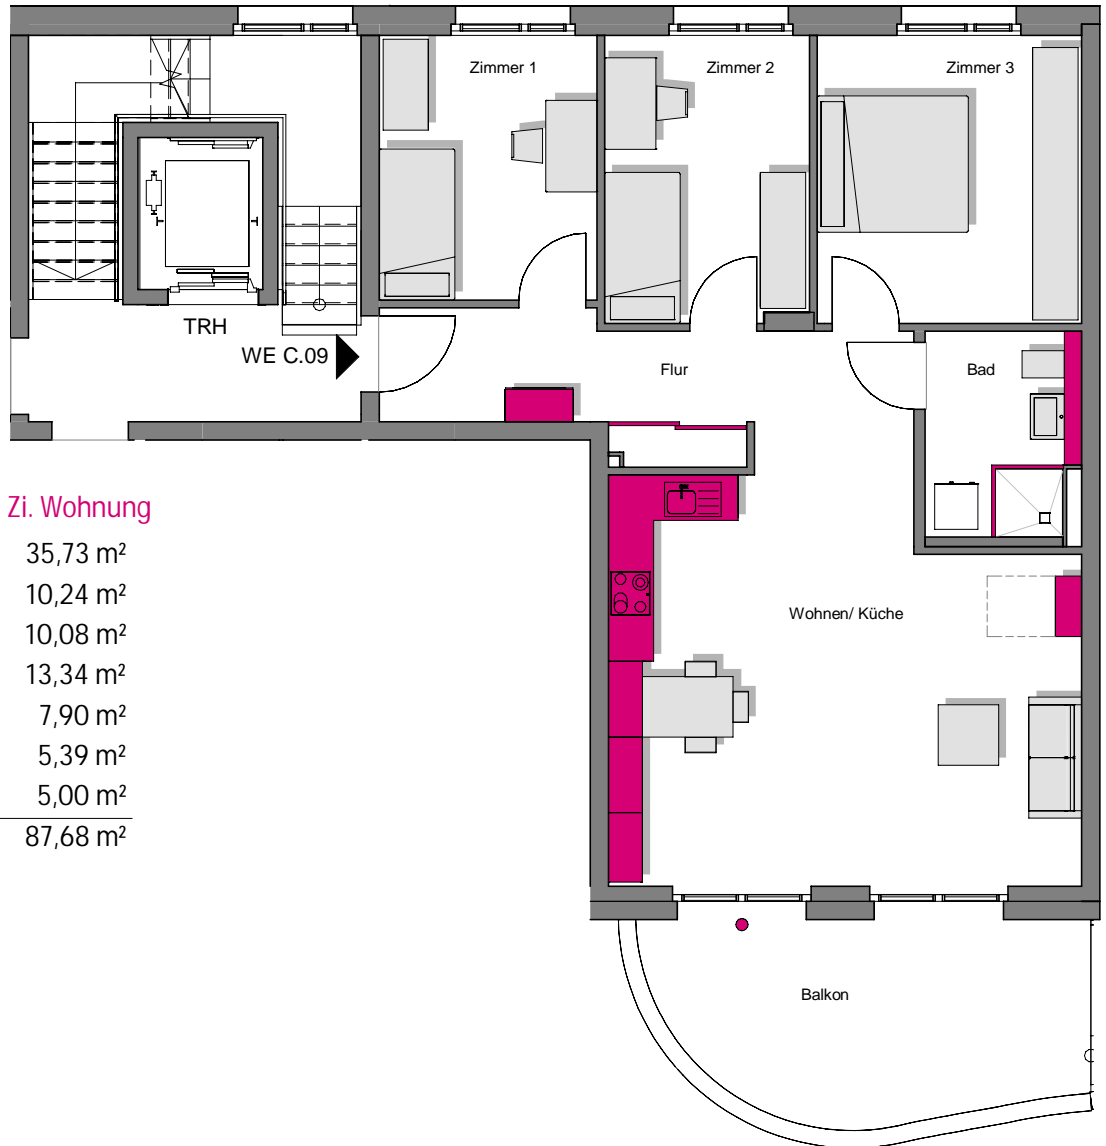 Zimmer 1
Zimmer 2
Zimmer 3
TRH
WE C.09
Flur
Bad
Zi. Wohnung
35,73 m²
10,24 m²
10,08 m²
13,34 m²
7,90 m²
5,39 m²
5,00 m²
87,68 m²
Wohnen/ Küche
Balkon